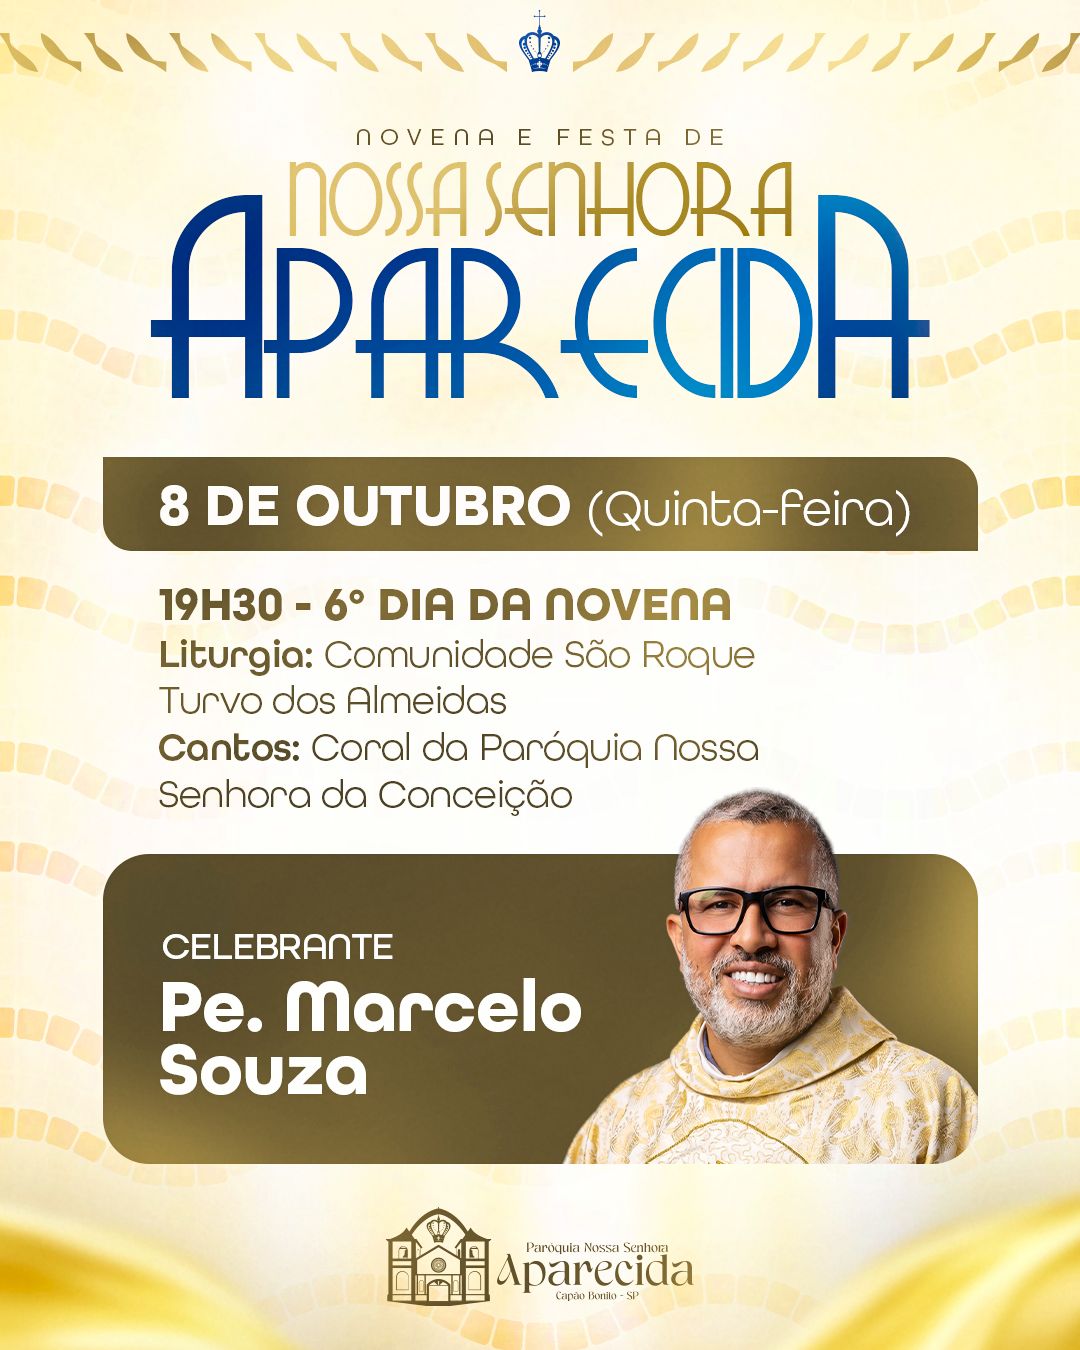 NOVENA E FESTA DE
NOSSA SENHORA
APARECIDA
8 DE OUTUBRO (Quinta-feira)
19H30 - 6º DIA DA NOVENA
Liturgia: Comunidade São Roque
Turvo dos Almeidas
Cantos: Coral da Paróquia Nossa
Senhora da Conceição
CELEBRANTE
Pe. Marcelo
Souza
Paróquia Nossa Senhora
Aparecida
Capão Bonito - SP